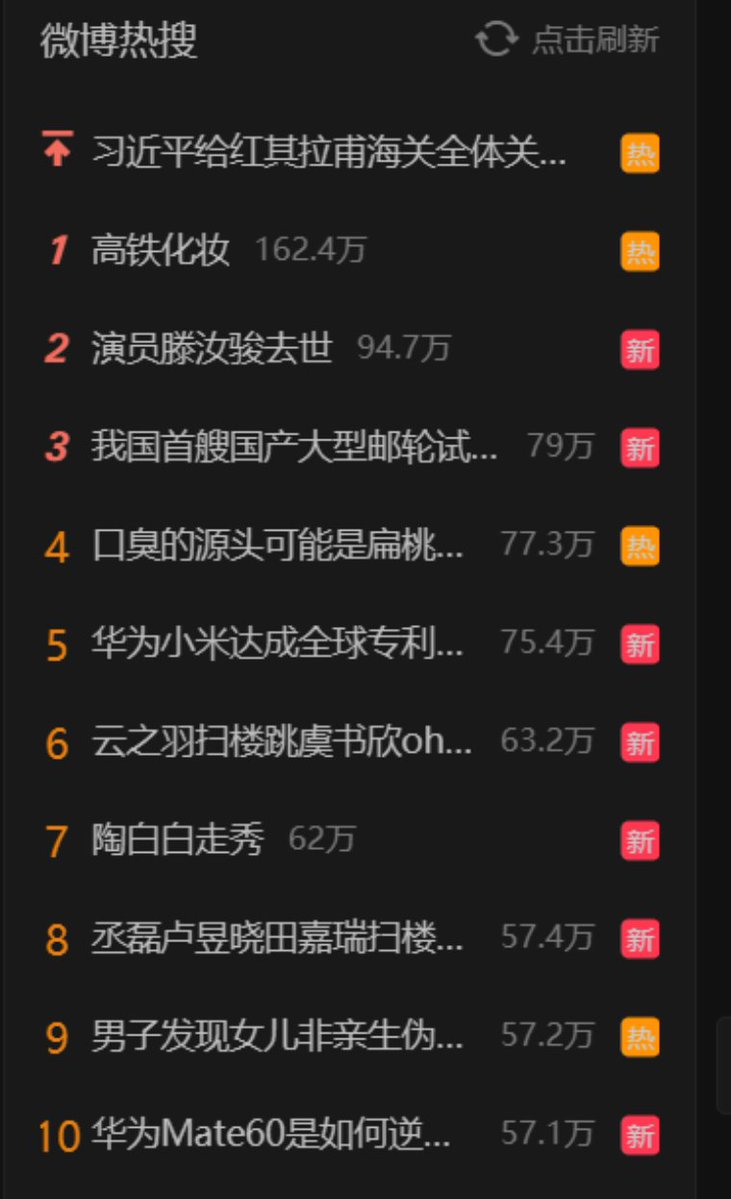 微博热搜 点击刷新
习近平给红其拉甫海关全体关... 热
1 高铁化妆 162.4万 热
2 演员滕汝骏去世 94.7万 新
3 我国首艘国产大型邮轮试... 79万 新
4 口臭的源头可能是扁桃... 77.3万 热
5 华为小米达成全球专利... 75.4万 新
6 云之羽扫楼跳虞书欣oh... 63.2万 新
7 陶白白走秀 62万 新
8 丞磊卢昱晓田嘉瑞扫楼... 57.4万 新
9 男子发现女儿非亲生伪... 57.2万 热
10 华为Mate60是如何逆... 57.1万 新